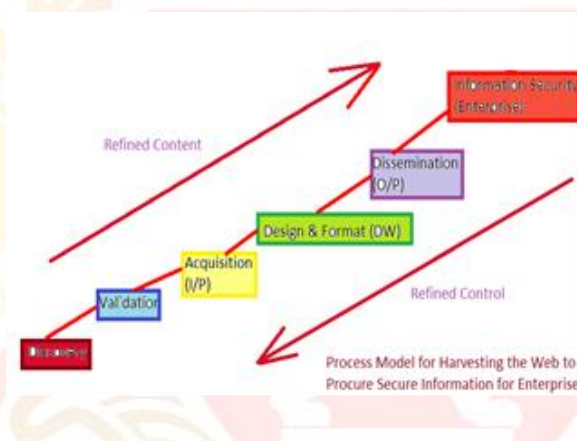 Information Security
(Enterprise)
Refined Content
Dissemination
(O/P)
Design & Format (DW)
Acquisition
(I/P)
Validation
Refined Control
Discovery
Process Model for Harvesting the Web to
Procure Secure Information for Enterprise